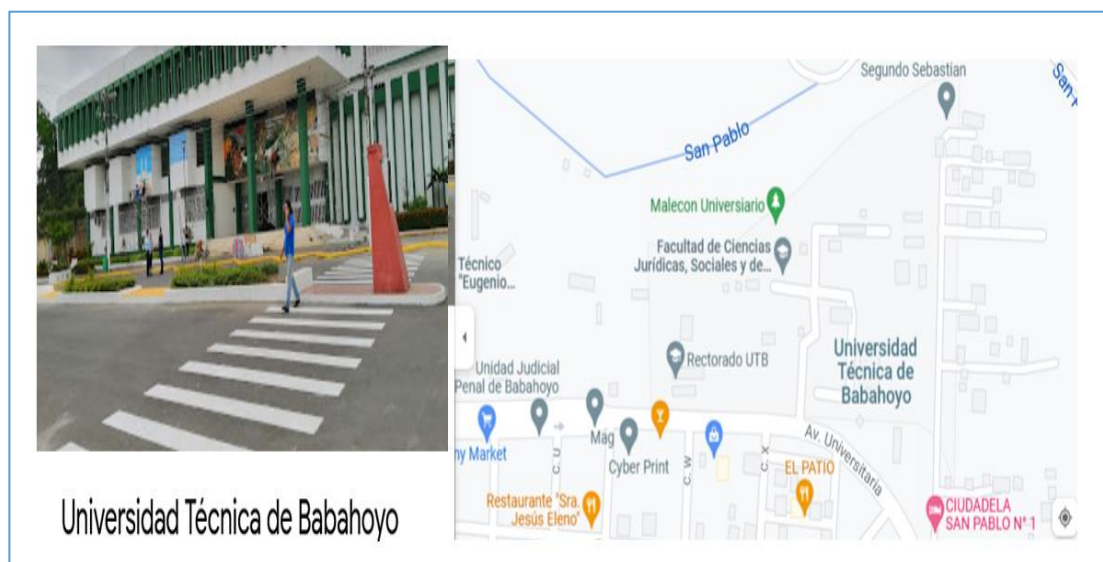 Universidad Técnica de Babahoyo
Segundo Sebastian
San Pablo
Malecon Universiario
Facultad de Ciencias
Jurídicas, Sociales y de...
Técnico
"Eugenio...
Rectorado UTB
Universidad
Técnica de
Babahoyo
Unidad Judicial
Penal de Babahoyo
Mag
Cyber Print
ny Market
C. U
C. W
C. X
Av. Universitaria
EL PATIO
Restaurante "Sra.
Jesús Eleno"
CIUDADELA
SAN PABLO N° 1